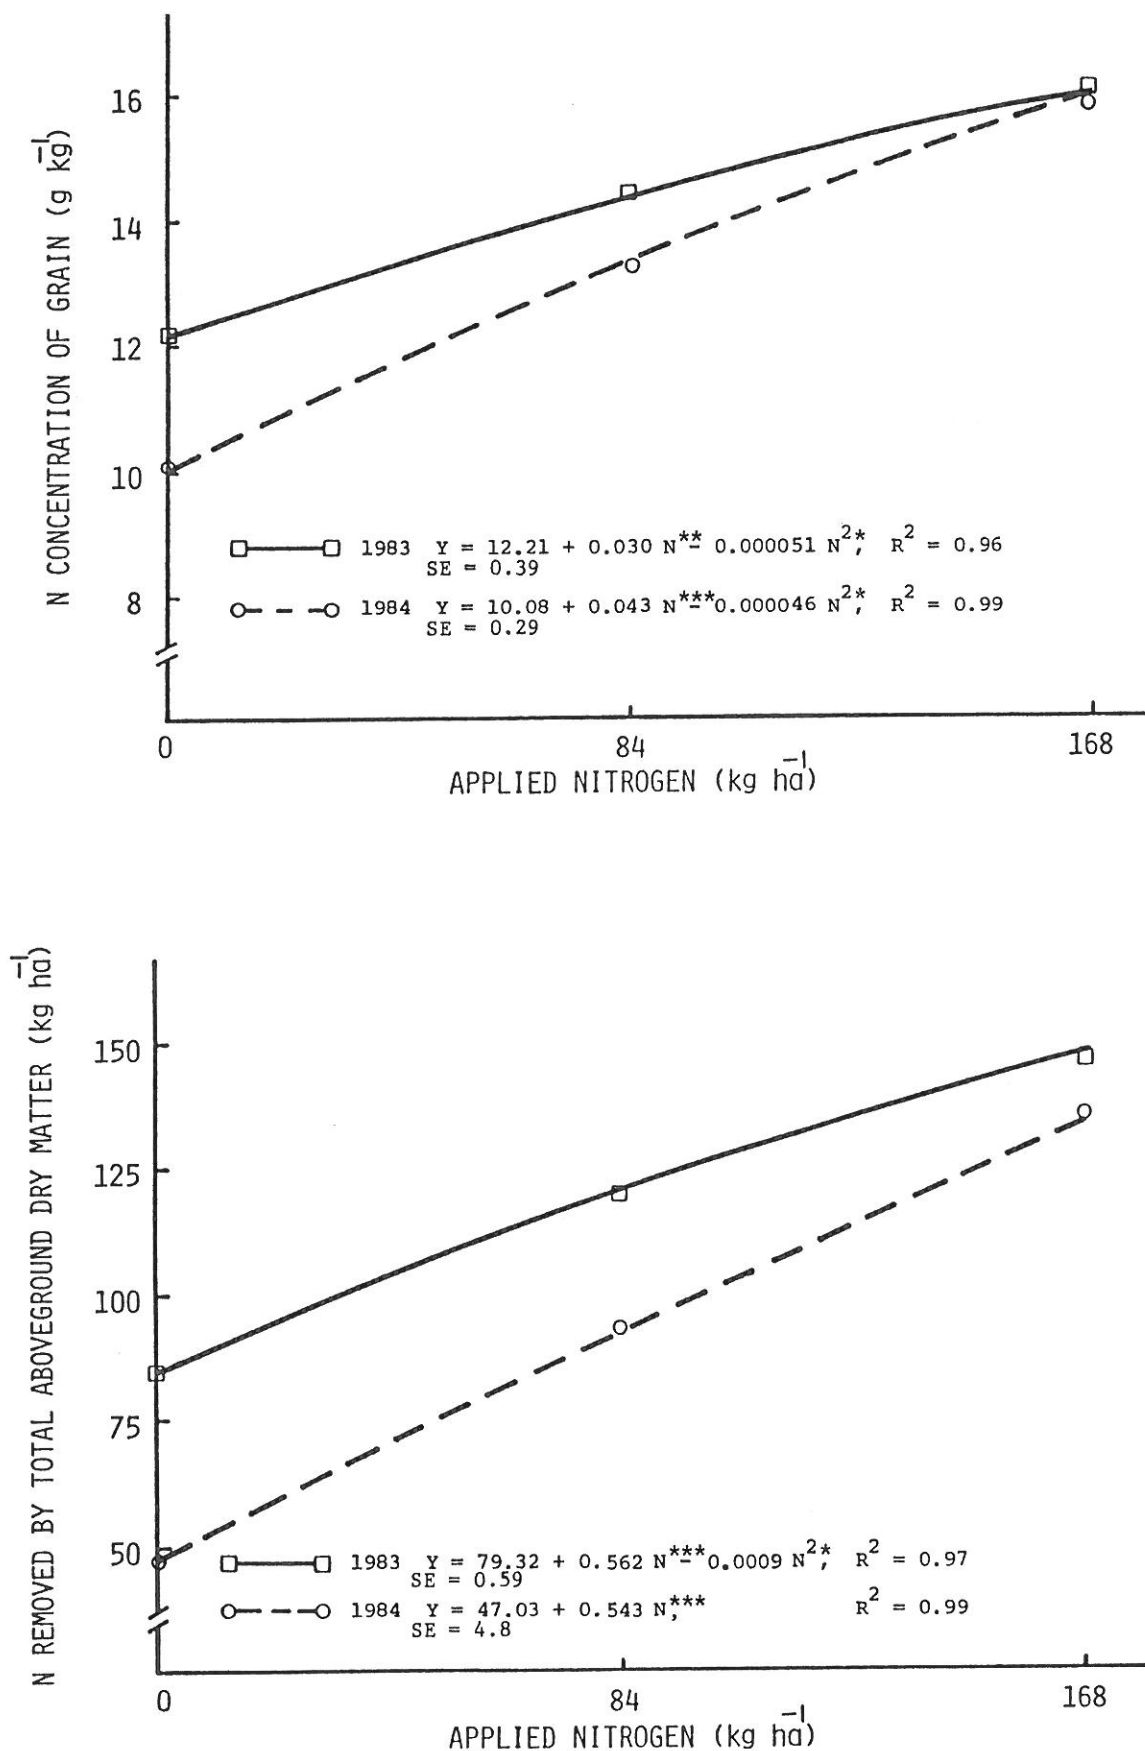 N CONCENTRATION OF GRAIN (g kg⁻¹)
16
14
12
10
8
1983 Y = 12.21 + 0.030 N** - 0.000051 N²*, R² = 0.96
SE = 0.39
1984 Y = 10.08 + 0.043 N*** - 0.000046 N²*, R² = 0.99
SE = 0.29
0 84 168
APPLIED NITROGEN (kg ha⁻¹)
N REMOVED BY TOTAL ABOVEGROUND DRY MATTER (kg ha⁻¹)
150
125
100
75
50
1983 Y = 79.32 + 0.562 N*** - 0.0009 N²*, R² = 0.97
SE = 0.59
1984 Y = 47.03 + 0.543 N,*** R² = 0.99
SE = 4.8
0 84 168
APPLIED NITROGEN (kg ha⁻¹)